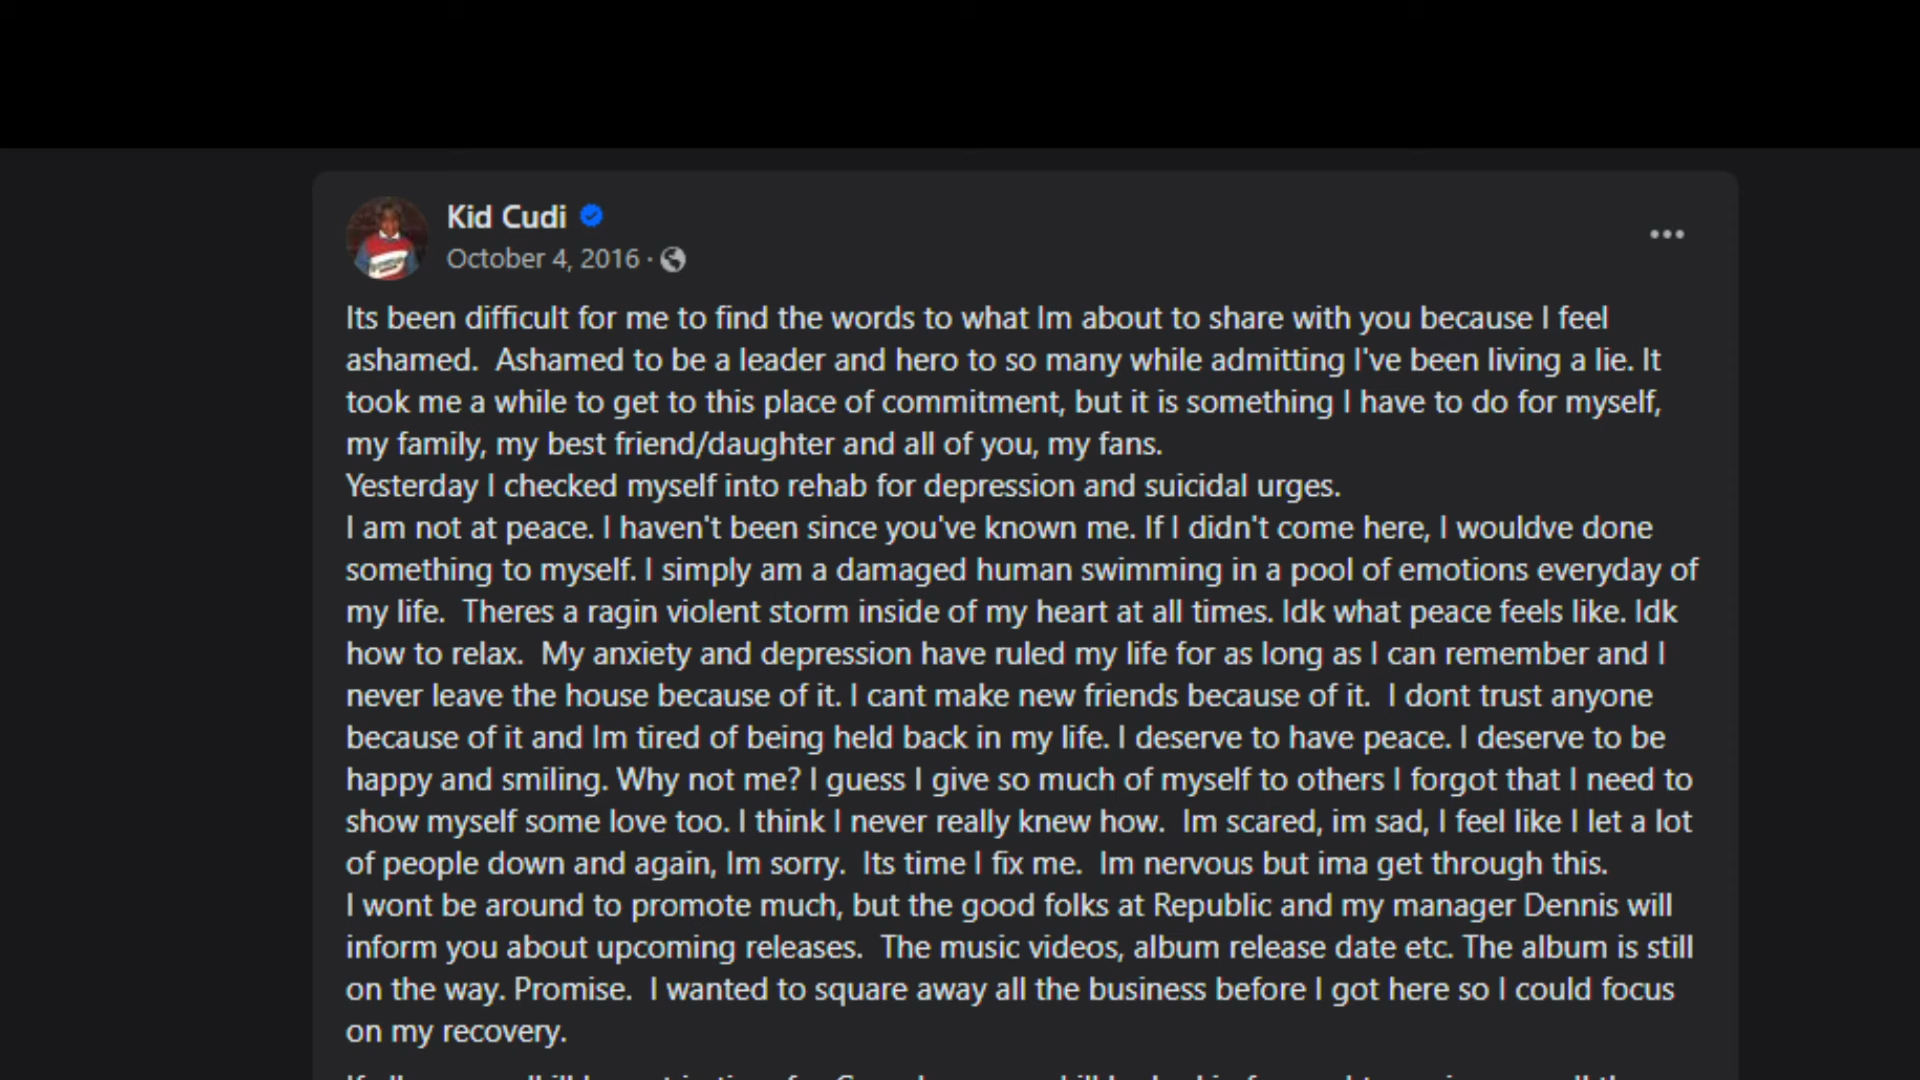 Kid Cudi
October 4, 2016 ·
Its been difficult for me to find the words to what Im about to share with you because I feel
ashamed.  Ashamed to be a leader and hero to so many while admitting I've been living a lie. It
took me a while to get to this place of commitment, but it is something I have to do for myself,
my family, my best friend/daughter and all of you, my fans.
Yesterday I checked myself into rehab for depression and suicidal urges.
I am not at peace. I haven't been since you've known me. If I didn't come here, I wouldve done
something to myself. I simply am a damaged human swimming in a pool of emotions everyday of
my life.  Theres a ragin violent storm inside of my heart at all times. Idk what peace feels like. Idk
how to relax.  My anxiety and depression have ruled my life for as long as I can remember and I
never leave the house because of it. I cant make new friends because of it.  I dont trust anyone
because of it and Im tired of being held back in my life. I deserve to have peace. I deserve to be
happy and smiling. Why not me? I guess I give so much of myself to others I forgot that I need to
show myself some love too. I think I never really knew how.  Im scared, im sad, I feel like I let a lot
of people down and again, Im sorry.  Its time I fix me.  Im nervous but ima get through this.
I wont be around to promote much, but the good folks at Republic and my manager Dennis will
inform you about upcoming releases.  The music videos, album release date etc. The album is still
on the way. Promise.  I wanted to square away all the business before I got here so I could focus
on my recovery.